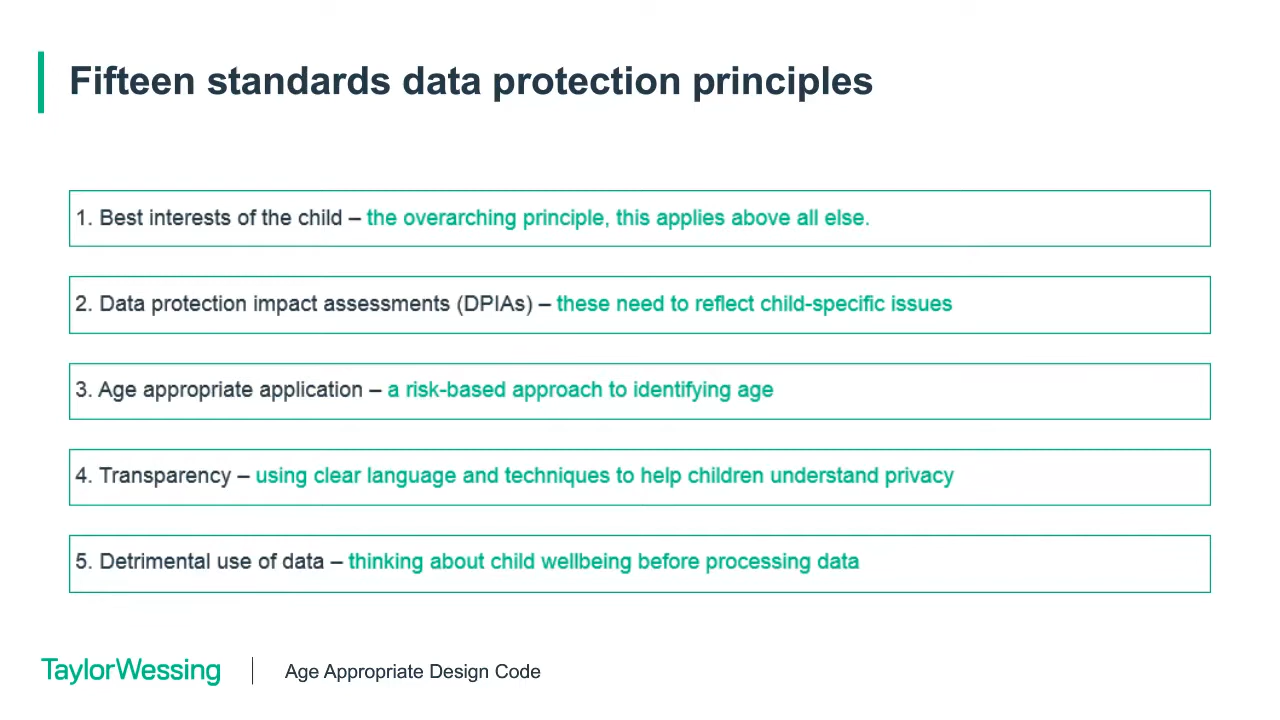 Fifteen standards data protection principles
1. Best interests of the child – the overarching principle, this applies above all else.
2. Data protection impact assessments (DPIAs) – these need to reflect child-specific issues
3. Age appropriate application – a risk-based approach to identifying age
4. Transparency – using clear language and techniques to help children understand privacy
5. Detrimental use of data – thinking about child wellbeing before processing data
TaylorWessing
Age Appropriate Design Code